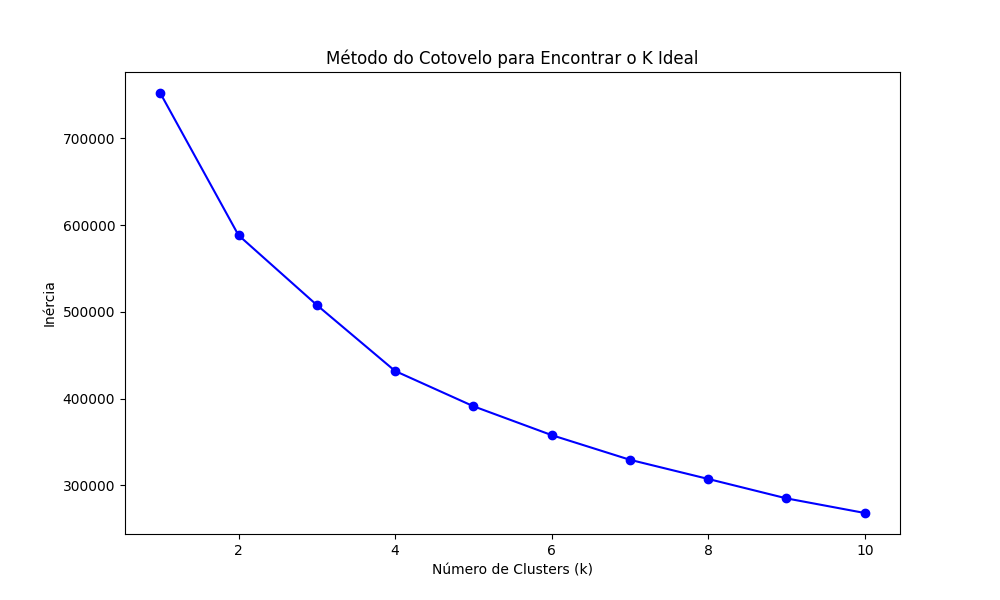 Método do Cotovelo para Encontrar o K Ideal
700000
600000
500000
400000
300000
Inércia
2 4 6 8 10
Número de Clusters (k)